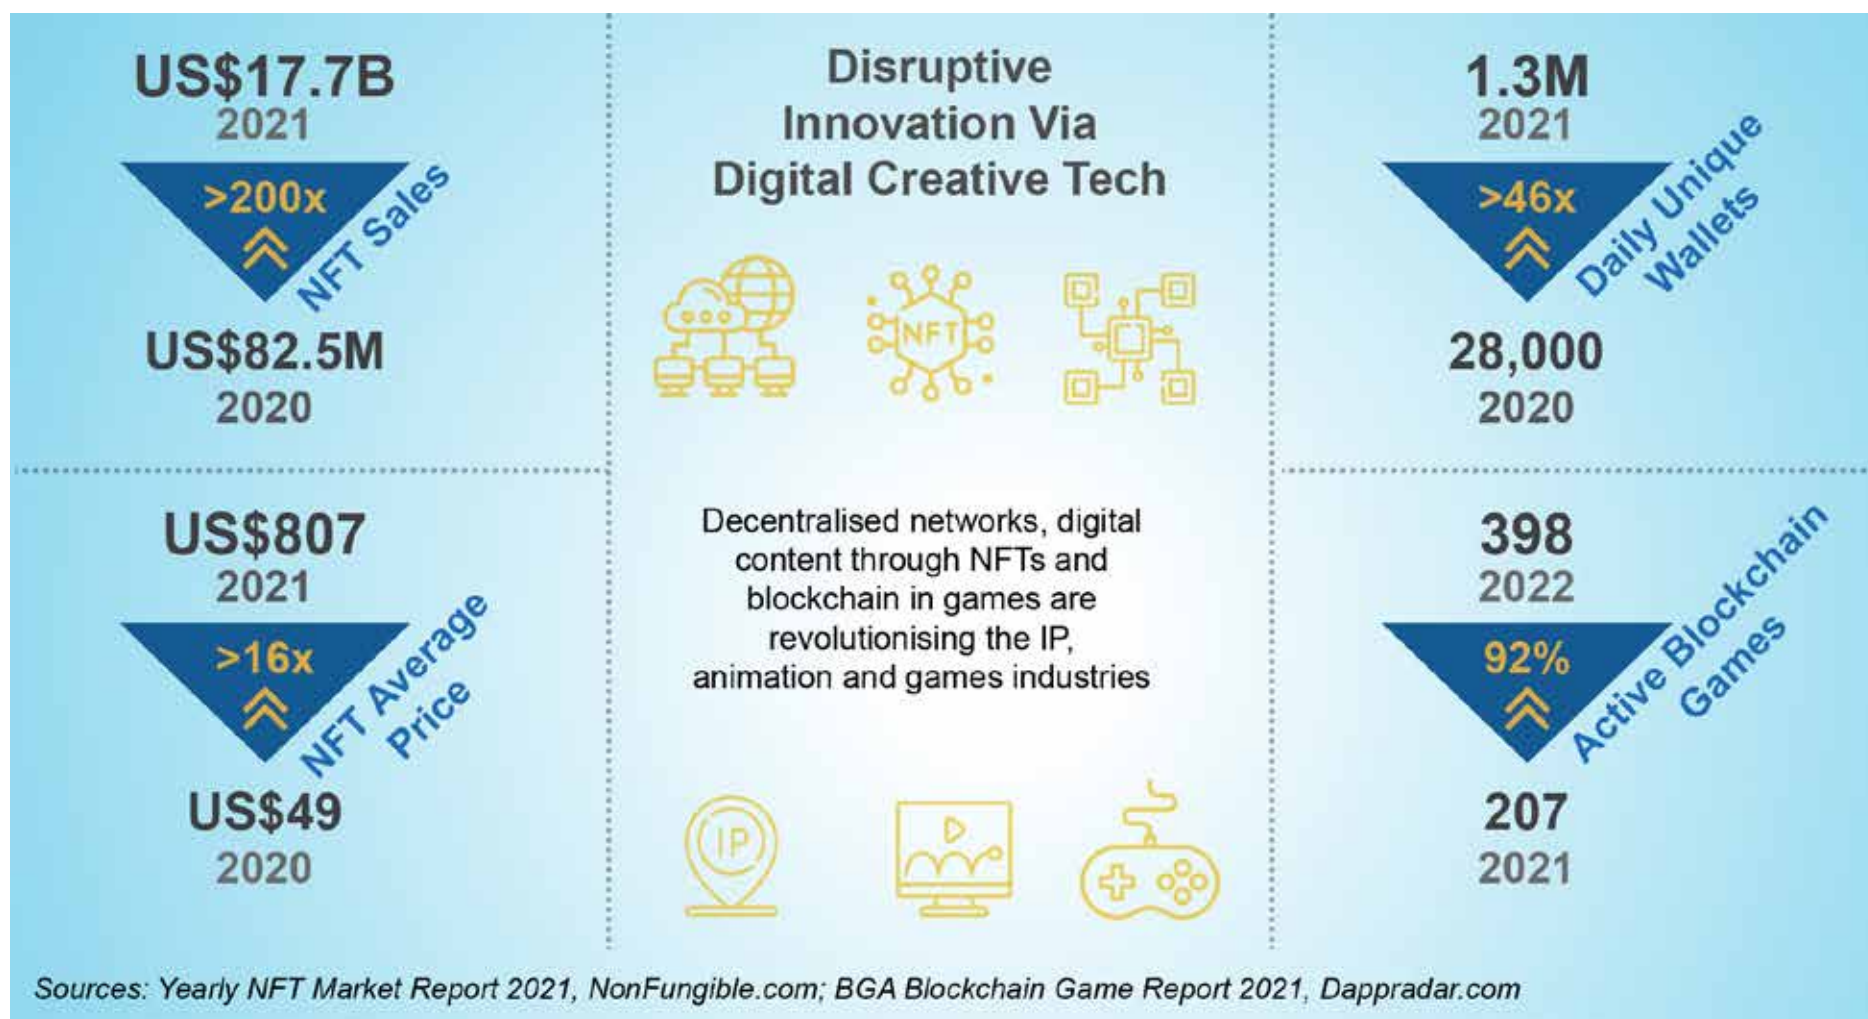 US$17.7B
2021
>200x
NFT Sales
US$82.5M
2020
US$807
2021
>16x
NFT Average
Price
US$49
2020
Disruptive
Innovation Via
Digital Creative Tech
NFT
Decentralised networks, digital
content through NFTs and
blockchain in games are
revolutionising the IP,
animation and games industries
IP
1.3M
2021
>46x
Daily Unique
Wallets
28,000
2020
398
2022
92%
Active Blockchain
Games
207
2021
Sources: Yearly NFT Market Report 2021, NonFungible.com; BGA Blockchain Game Report 2021, Dappradar.com